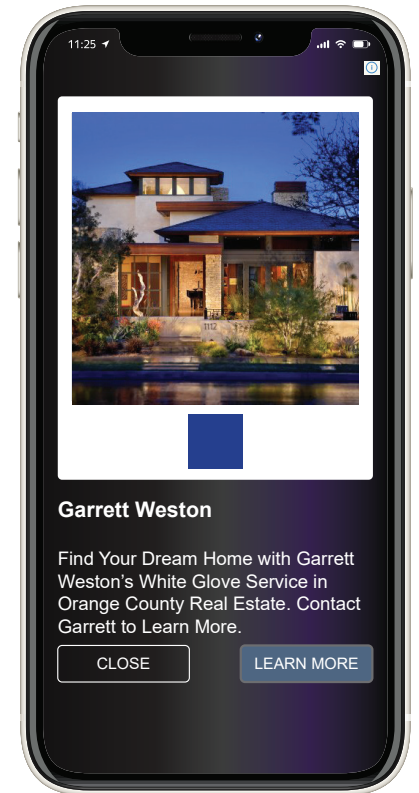 11:25
1112
Garrett Weston
Find Your Dream Home with Garrett
Weston’s White Glove Service in
Orange County Real Estate. Contact
Garrett to Learn More.
CLOSE
LEARN MORE